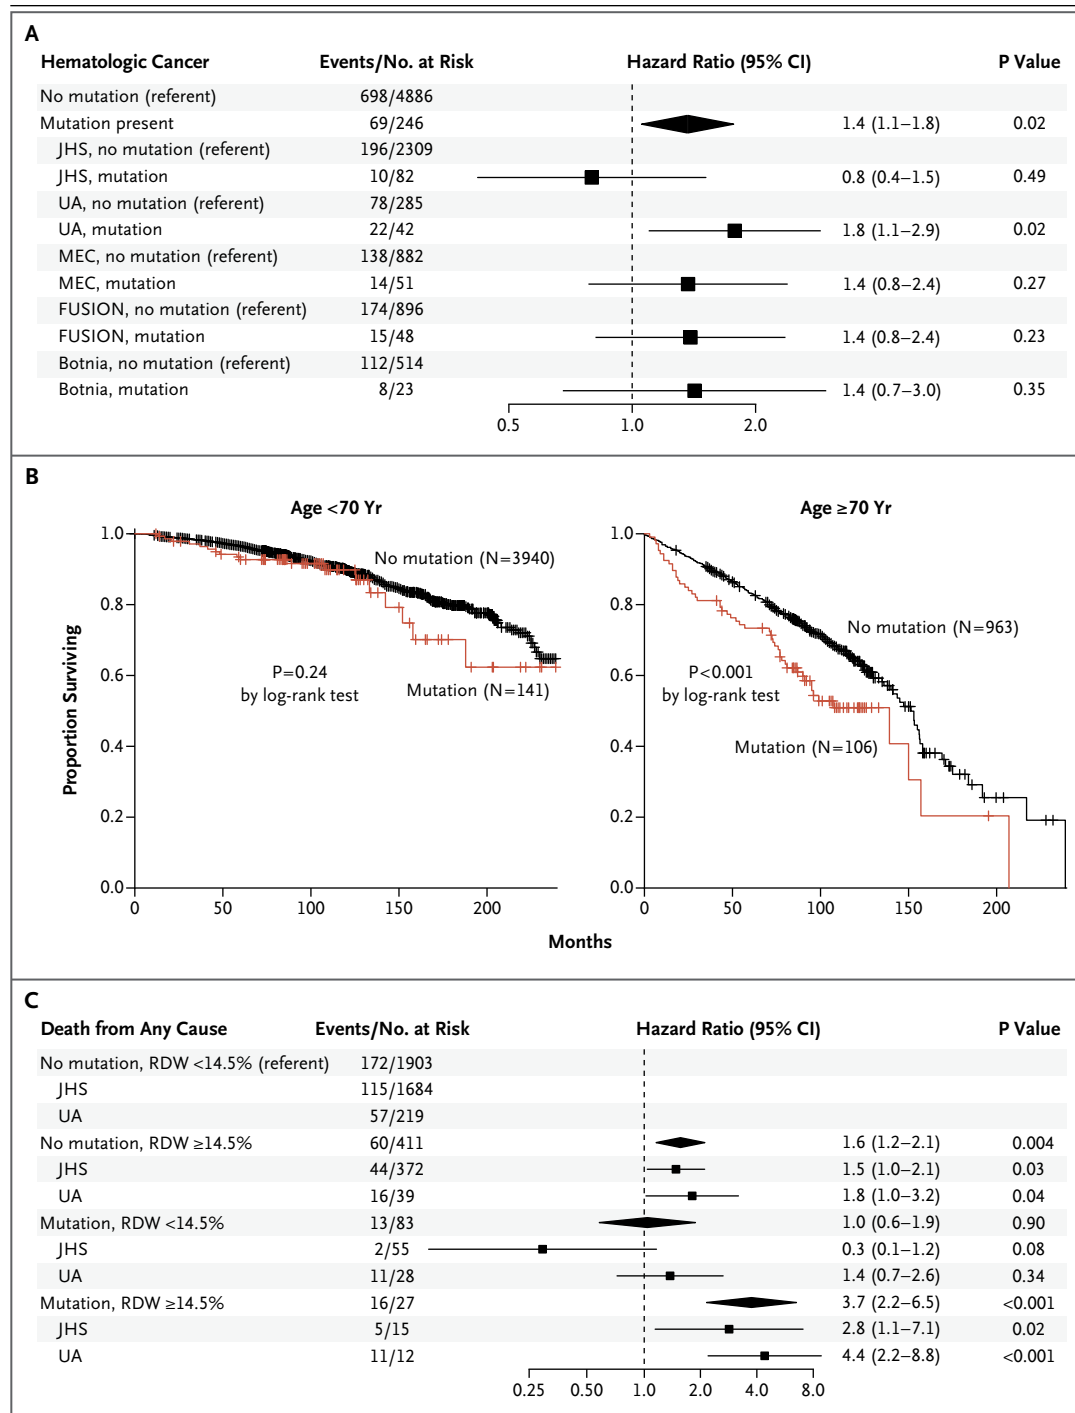 A
Hematologic Cancer Events/No. at Risk Hazard Ratio (95% CI) P Value
No mutation (referent) 698/4886
Mutation present 69/246 1.4 (1.1–1.8) 0.02
JHS, no mutation (referent) 196/2309
JHS, mutation 10/82 0.8 (0.4–1.5) 0.49
UA, no mutation (referent) 78/285
UA, mutation 22/42 1.8 (1.1–2.9) 0.02
MEC, no mutation (referent) 138/882
MEC, mutation 14/51 1.4 (0.8–2.4) 0.27
FUSION, no mutation (referent) 174/896
FUSION, mutation 15/48 1.4 (0.8–2.4) 0.23
Botnia, no mutation (referent) 112/514
Botnia, mutation 8/23 1.4 (0.7–3.0) 0.35
0.5 1.0 2.0
B
Age <70 Yr
1.0
0.8
0.6
0.4
0.2
0.0
No mutation (N=3940)
P=0.24
by log-rank test
Mutation (N=141)
0 50 100 150 200
Age ≥70 Yr
1.0
0.8
0.6
0.4
0.2
0.0
No mutation (N=963)
P<0.001
by log-rank test
Mutation (N=106)
0 50 100 150 200
Proportion Surviving
Months
C
Death from Any Cause Events/No. at Risk Hazard Ratio (95% CI) P Value
No mutation, RDW <14.5% (referent) 172/1903
JHS 115/1684
UA 57/219
No mutation, RDW ≥14.5% 60/411 1.6 (1.2–2.1) 0.004
JHS 44/372 1.5 (1.0–2.1) 0.03
UA 16/39 1.8 (1.0–3.2) 0.04
Mutation, RDW <14.5% 13/83 1.0 (0.6–1.9) 0.90
JHS 2/55 0.3 (0.1–1.2) 0.08
UA 11/28 1.4 (0.7–2.6) 0.34
Mutation, RDW ≥14.5% 16/27 3.7 (2.2–6.5) <0.001
JHS 5/15 2.8 (1.1–7.1) 0.02
UA 11/12 4.4 (2.2–8.8) <0.001
0.25 0.50 1.0 2.0 4.0 8.0